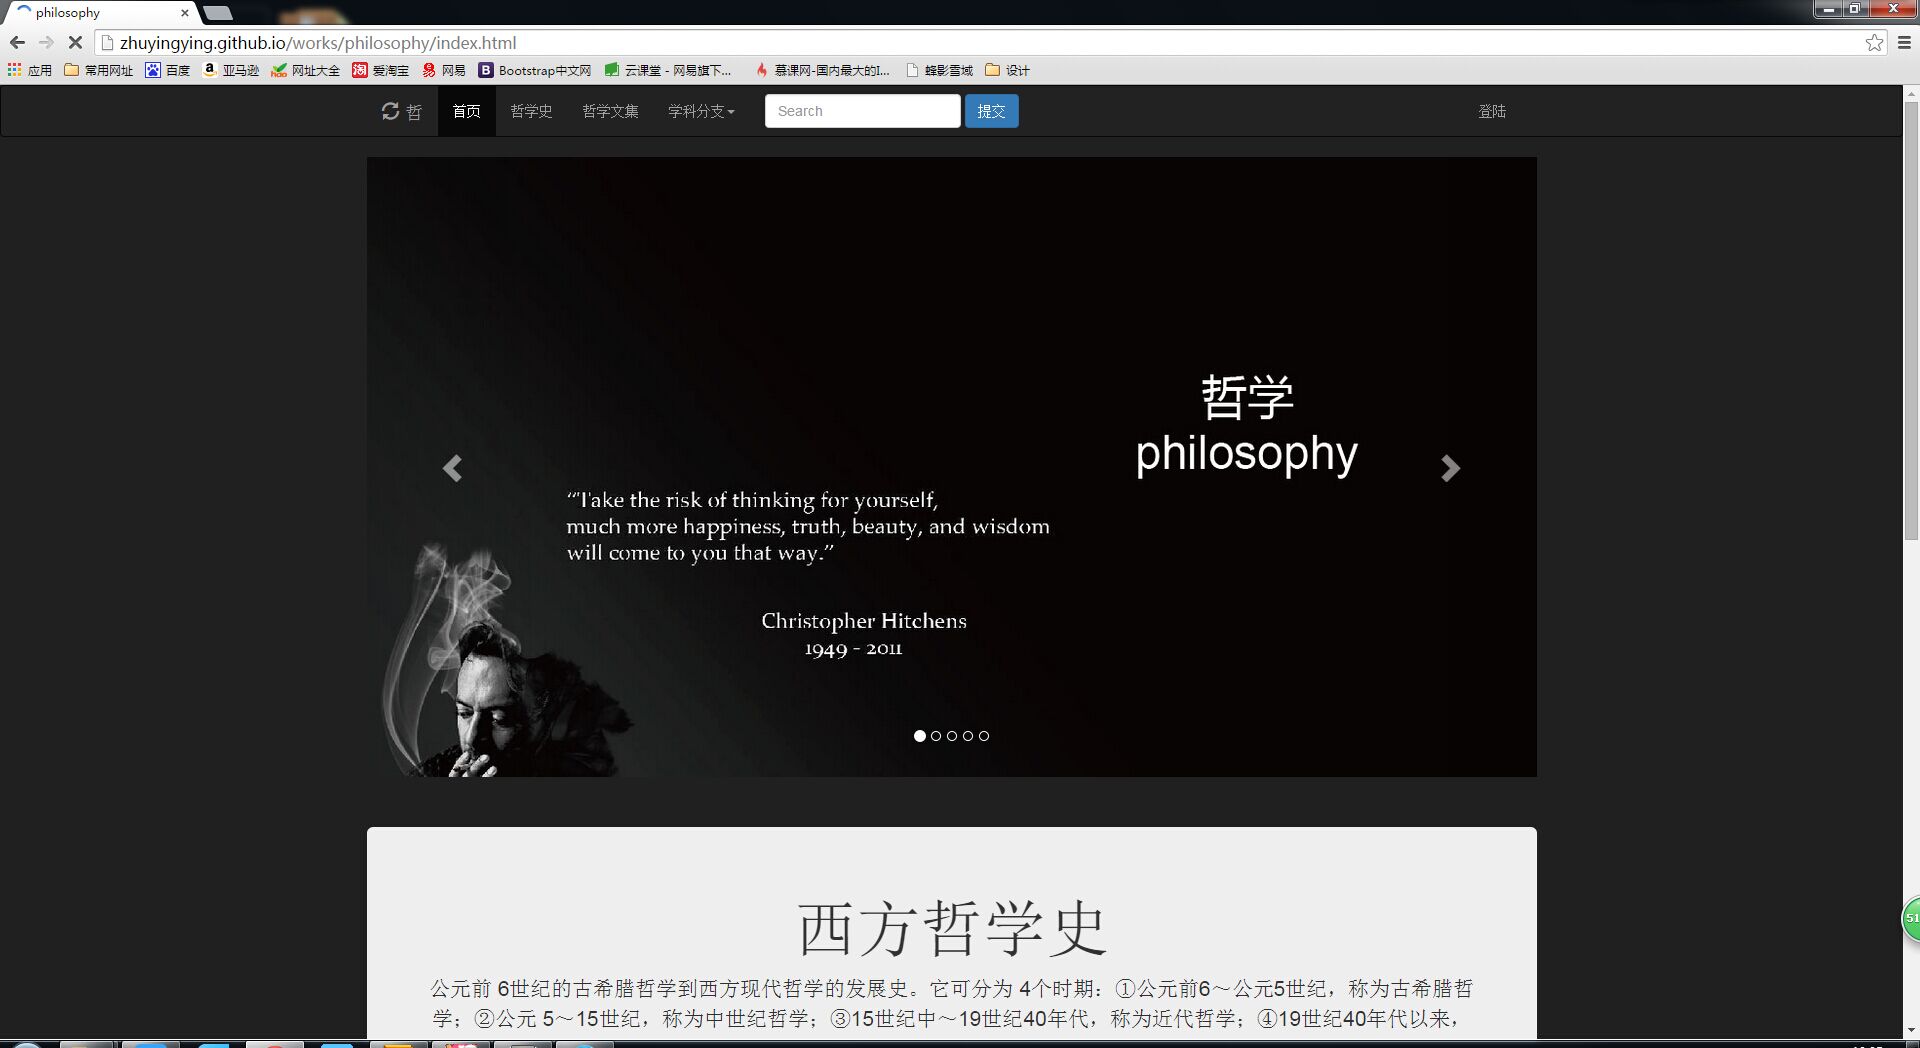 philosophy
zhuyingying.github.io/works/philosophy/index.html
应用 常用网址 百度 亚马逊 网址大全 爱淘宝 网易 Bootstrap中文网 云课堂 - 网易旗下... 慕课网-国内最大的I... 蜂影雪域 设计
哲 首页 哲学史 哲学文集 学科分支 Search 提交 登陆
哲学
philosophy
“Take the risk of thinking for yourself,
much more happiness, truth, beauty, and wisdom
will come to you that way.”
Christopher Hitchens
1949 - 2011
51
西方哲学史
公元前 6世纪的古希腊哲学到西方现代哲学的发展史。它可分为 4个时期：①公元前6～公元5世纪，称为古希腊哲
学；②公元 5～15世纪，称为中世纪哲学；③15世纪中～19世纪40年代，称为近代哲学；④19世纪40年代以来，